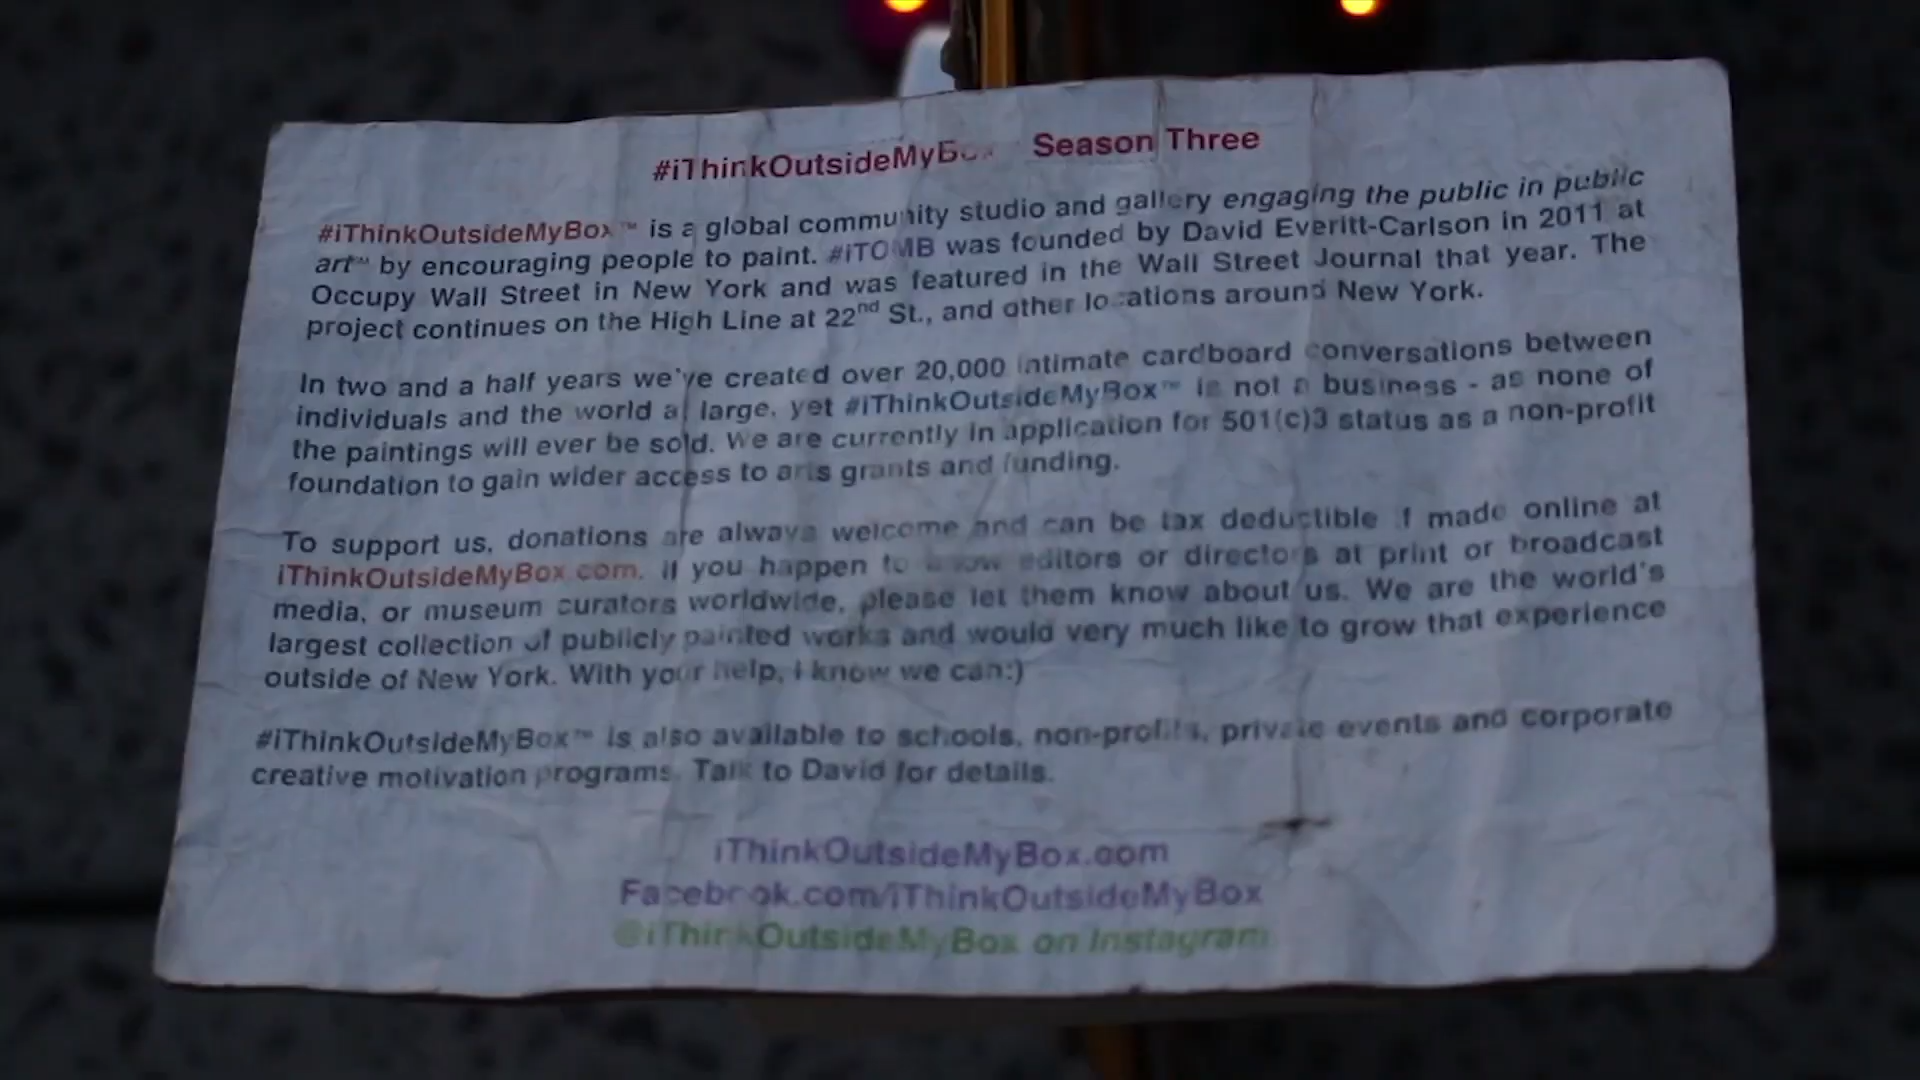 #iThinkOutsideMyBox Season Three
#iThinkOutsideMyBox™ is a global community studio and gallery engaging the public in public
art™ by encouraging people to paint. #iTOMB was founded by David Everitt-Carlson in 2011 at
Occupy Wall Street in New York and was featured in the Wall Street Journal that year. The
project continues on the High Line at 22nd St., and other locations around New York.
In two and a half years we've created over 20,000 intimate cardboard conversations between
individuals and the world at large, yet #iThinkOutsideMyBox™ is not a business - as none of
the paintings will ever be sold. We are currently in application for 501(c)3 status as a non-profit
foundation to gain wider access to arts grants and funding.
To support us, donations are always welcome and can be tax deductible if made online at
iThinkOutsideMyBox.com. If you happen to know editors or directors at print or broadcast
media, or museum curators worldwide, please let them know about us. We are the world's
largest collection of publicly painted works and would very much like to grow that experience
outside of New York. With your help, I know we can:)
#iThinkOutsideMyBox™ is also available to schools, non-profits, private events and corporate
creative motivation programs. Talk to David for details.
iThinkOutsideMyBox.com
Facebook.com/iThinkOutsideMyBox
@iThinkOutsideMyBox on Instagram